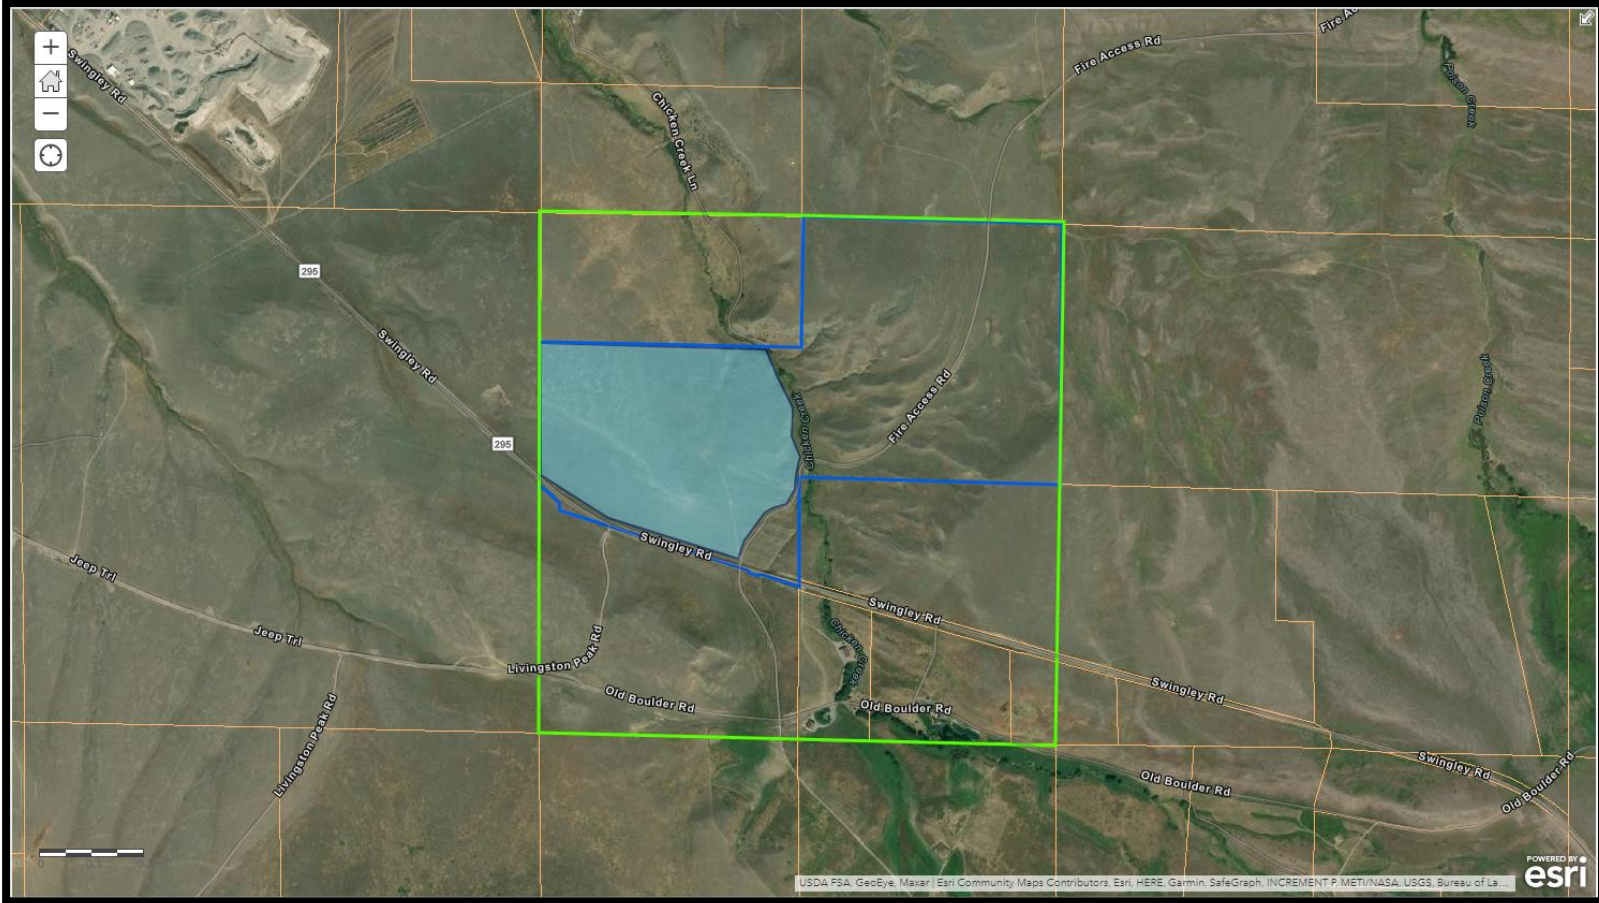 Fire Ac
Fire Access Rd
Swingley Rd
Poison Creek
Chicken Creek Ln
295
Swingley Rd
Poison Creek
Fire Access Rd
Chicken Creek
295
Swingley Rd
Jeep Trl
Swingley Rd
Chicken Creek
Jeep Trl
Livingston Peak Rd
Old Boulder Rd
Old Boulder Rd
Swingley Rd
Livingston Peak Rd
Swingley Rd
Old Boulder Rd
Old Boulder Rd
POWERED BY
esri
USDA FSA, GeoEye, Maxar | Esri Community Maps Contributors, Esri, HERE, Garmin, SafeGraph, INCREMENT P, METI/NASA, USGS, Bureau of La...